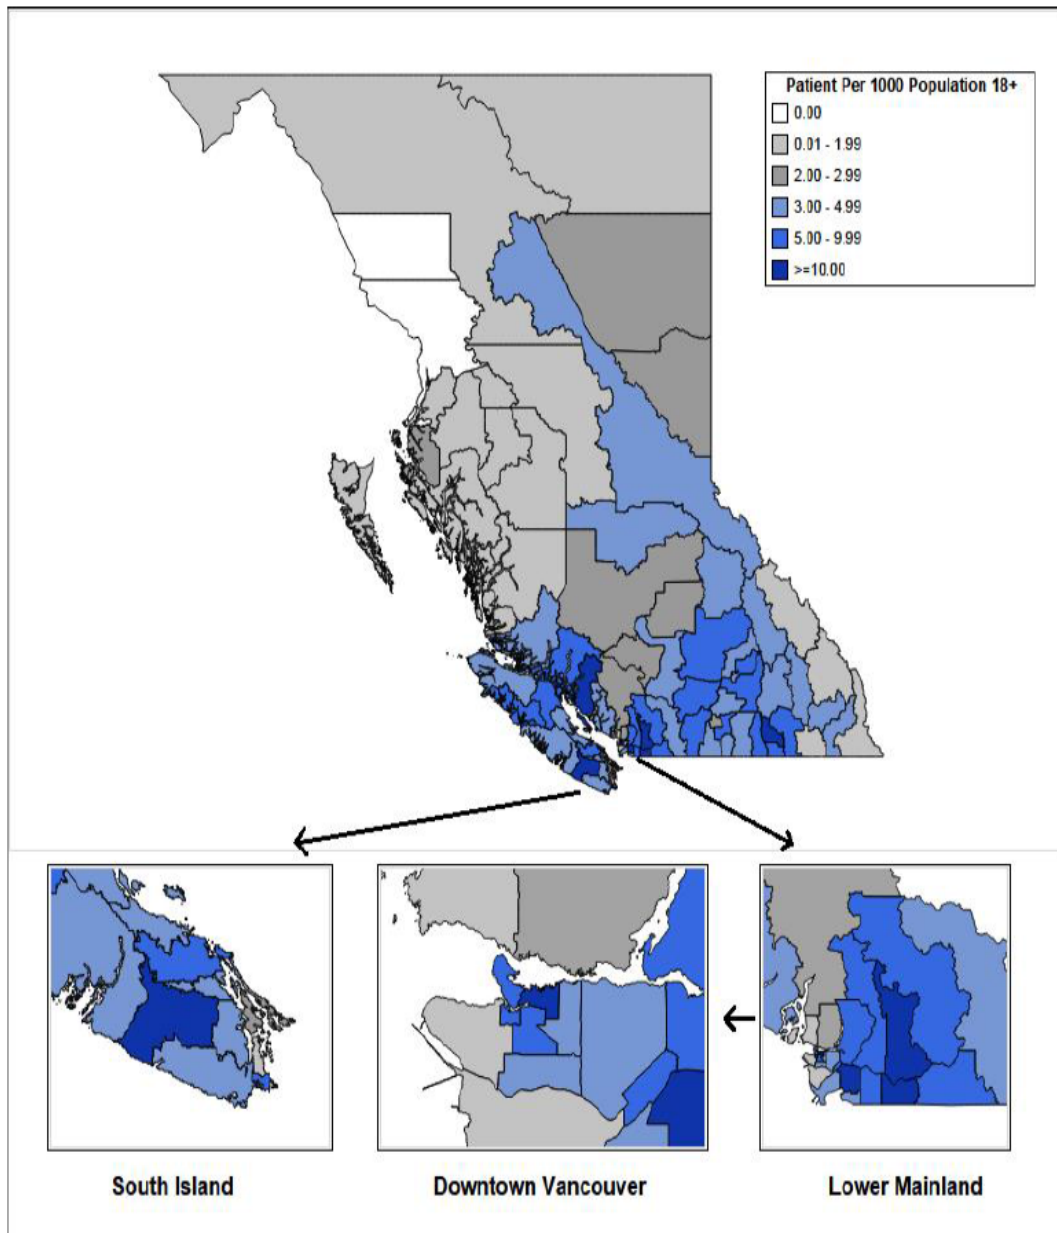 Patient Per 1000 Population 18+
0.00
0.01 - 1.99
2.00 - 2.99
3.00 - 4.99
5.00 - 9.99
>=10.00
South Island
Downtown Vancouver
Lower Mainland